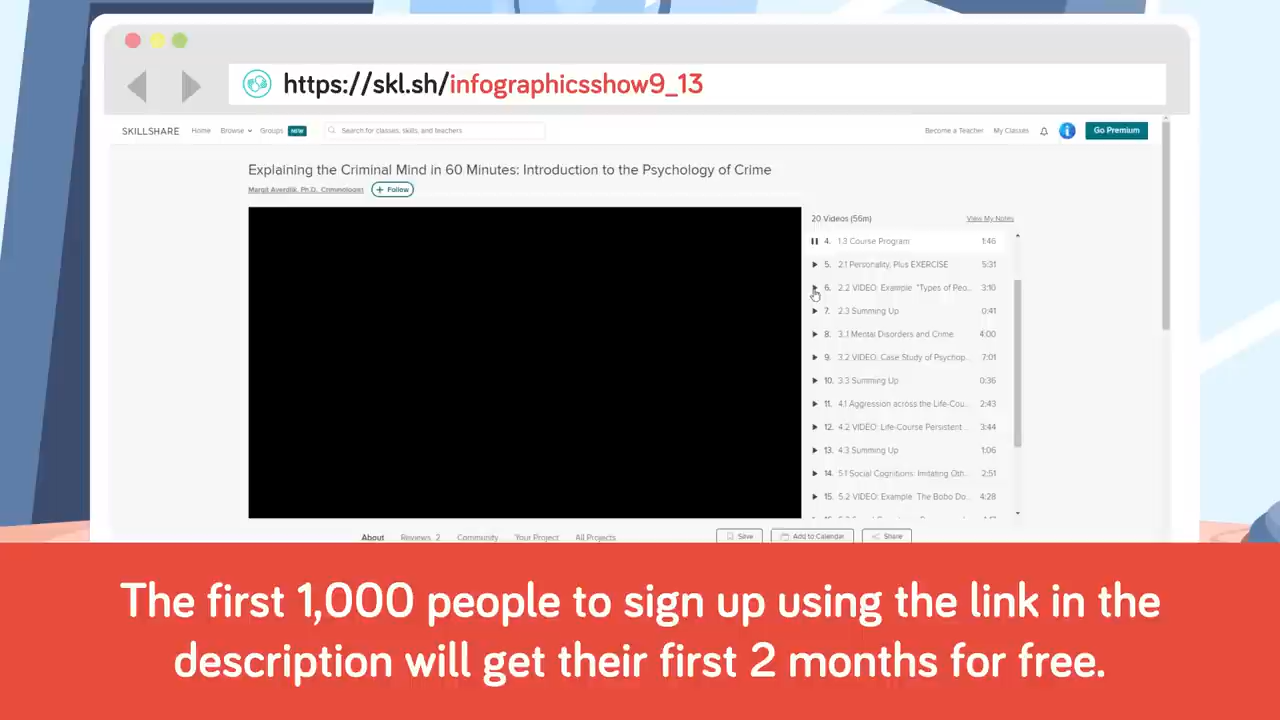 https://skl.sh/infographicsshow9_13
SKILLSHARE Home Browse Groups NEW Search for classes, skills, and teachers Become a Teacher My Classes Go Premium
Explaining the Criminal Mind in 60 Minutes: Introduction to the Psychology of Crime
Margit Averdijk, Ph.D. Criminologist + Follow
20 Videos (56m) View My Notes
4. 1.3 Course Program 1:46
5. 2.1 Personality, Plus EXERCISE 5:31
6. 2.2 VIDEO: Example "Types of Peo... 3:10
7. 2.3 Summing Up 0:41
8. 3.1 Mental Disorders and Crime 4:00
9. 3.2 VIDEO: Case Study of Psychop... 7:01
10. 3.3 Summing Up 0:36
11. 4.1 Aggression across the Life-Cou... 2:43
12. 4.2 VIDEO: Life-Course Persistent ... 3:44
13. 4.3 Summing Up 1:06
14. 5.1 Social Cognitions: Imitating Oth... 2:51
15. 5.2 VIDEO: Example The Bobo Do... 4:28
About Reviews 2 Community Your Project All Projects Save Add to Calendar Share
The first 1,000 people to sign up using the link in the
description will get their first 2 months for free.